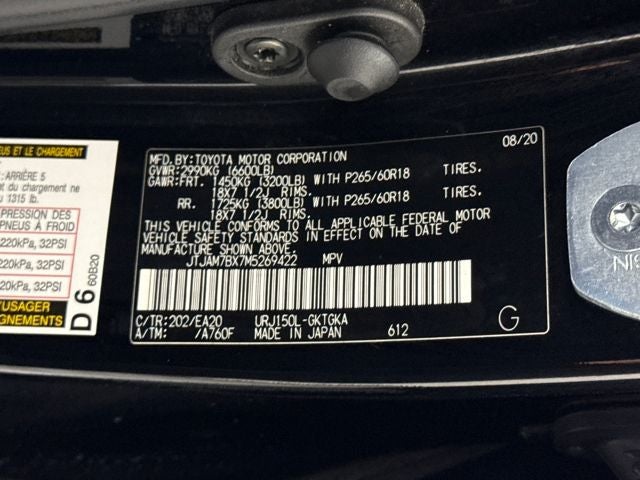 08/20
MFD.BY:TOYOTA MOTOR CORPORATION
GVWR:2990KG (6600LB)
GAWR:FRT. 1450KG (3200LB) WITH P265/60R18 TIRES.
18X7 1/2J RIMS.
RR. 1725KG (3800LB) WITH P265/60R18 TIRES.
18X7 1/2J RIMS.
THIS VEHICLE CONFORMS TO ALL APPLICABLE FEDERAL MOTOR
VEHICLE SAFETY STANDARDS IN EFFECT ON THE DATE OF
MANUFACTURE SHOWN ABOVE.
JTJAM7BX7M5269422 MPV
C/TR:202/EA20 URJ150L-GKTGKA
A/TM: /A760F MADE IN JAPAN 612
G
ET LE CHARGEMENT
:ARRIÈRE 5
t du chargement ne
1315 lb.
PRESSION DES
PNEUS À FROID
220kPa, 32PSI
220kPa, 32PSI
220kPa, 32PSI
D 6 60B20